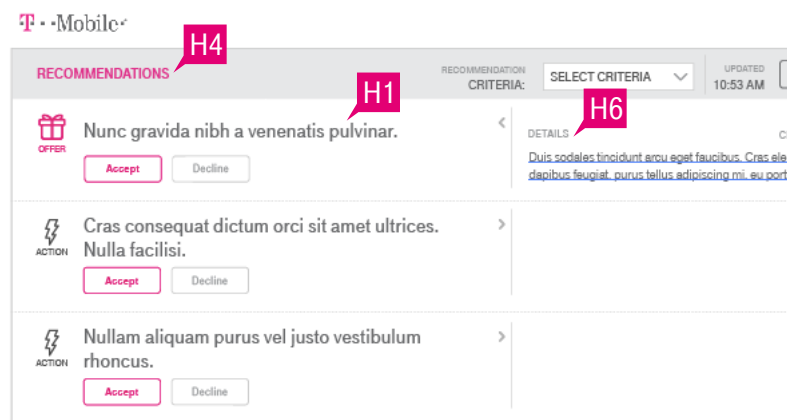 T··Mobile·
H4
RECOMMENDATIONS
RECOMMENDATION
CRITERIA:
SELECT CRITERIA
UPDATED
10:53 AM
H1
H6
OFFER
Nunc gravida nibh a venenatis pulvinar.
Accept Decline
DETAILS
Duis sodales tincidunt arcu eget faucibus. Cras ele
dapibus feugiat, purus tellus adipiscing mi, eu port
ACTION
Cras consequat dictum orci sit amet ultrices.
Nulla facilisi.
Accept Decline
ACTION
Nullam aliquam purus vel justo vestibulum
rhoncus.
Accept Decline